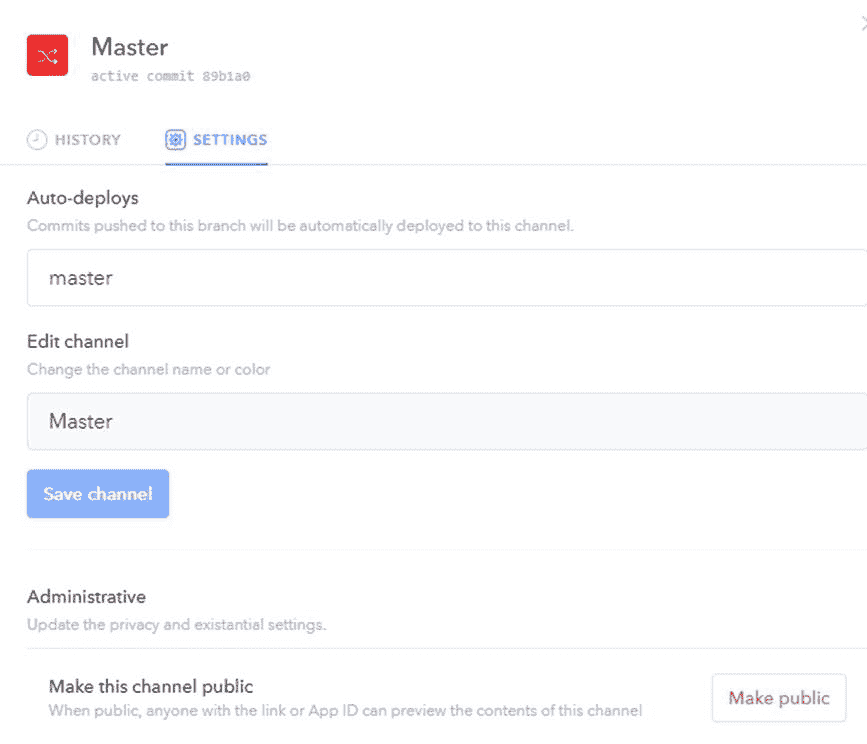 Master
active commit 89b1a0
HISTORY
SETTINGS
Auto-deploys
Commits pushed to this branch will be automatically deployed to this channel.
master
Edit channel
Change the channel name or color
Master
Save channel
Administrative
Update the privacy and existantial settings.
Make this channel public
When public, anyone with the link or App ID can preview the contents of this channel
Make public